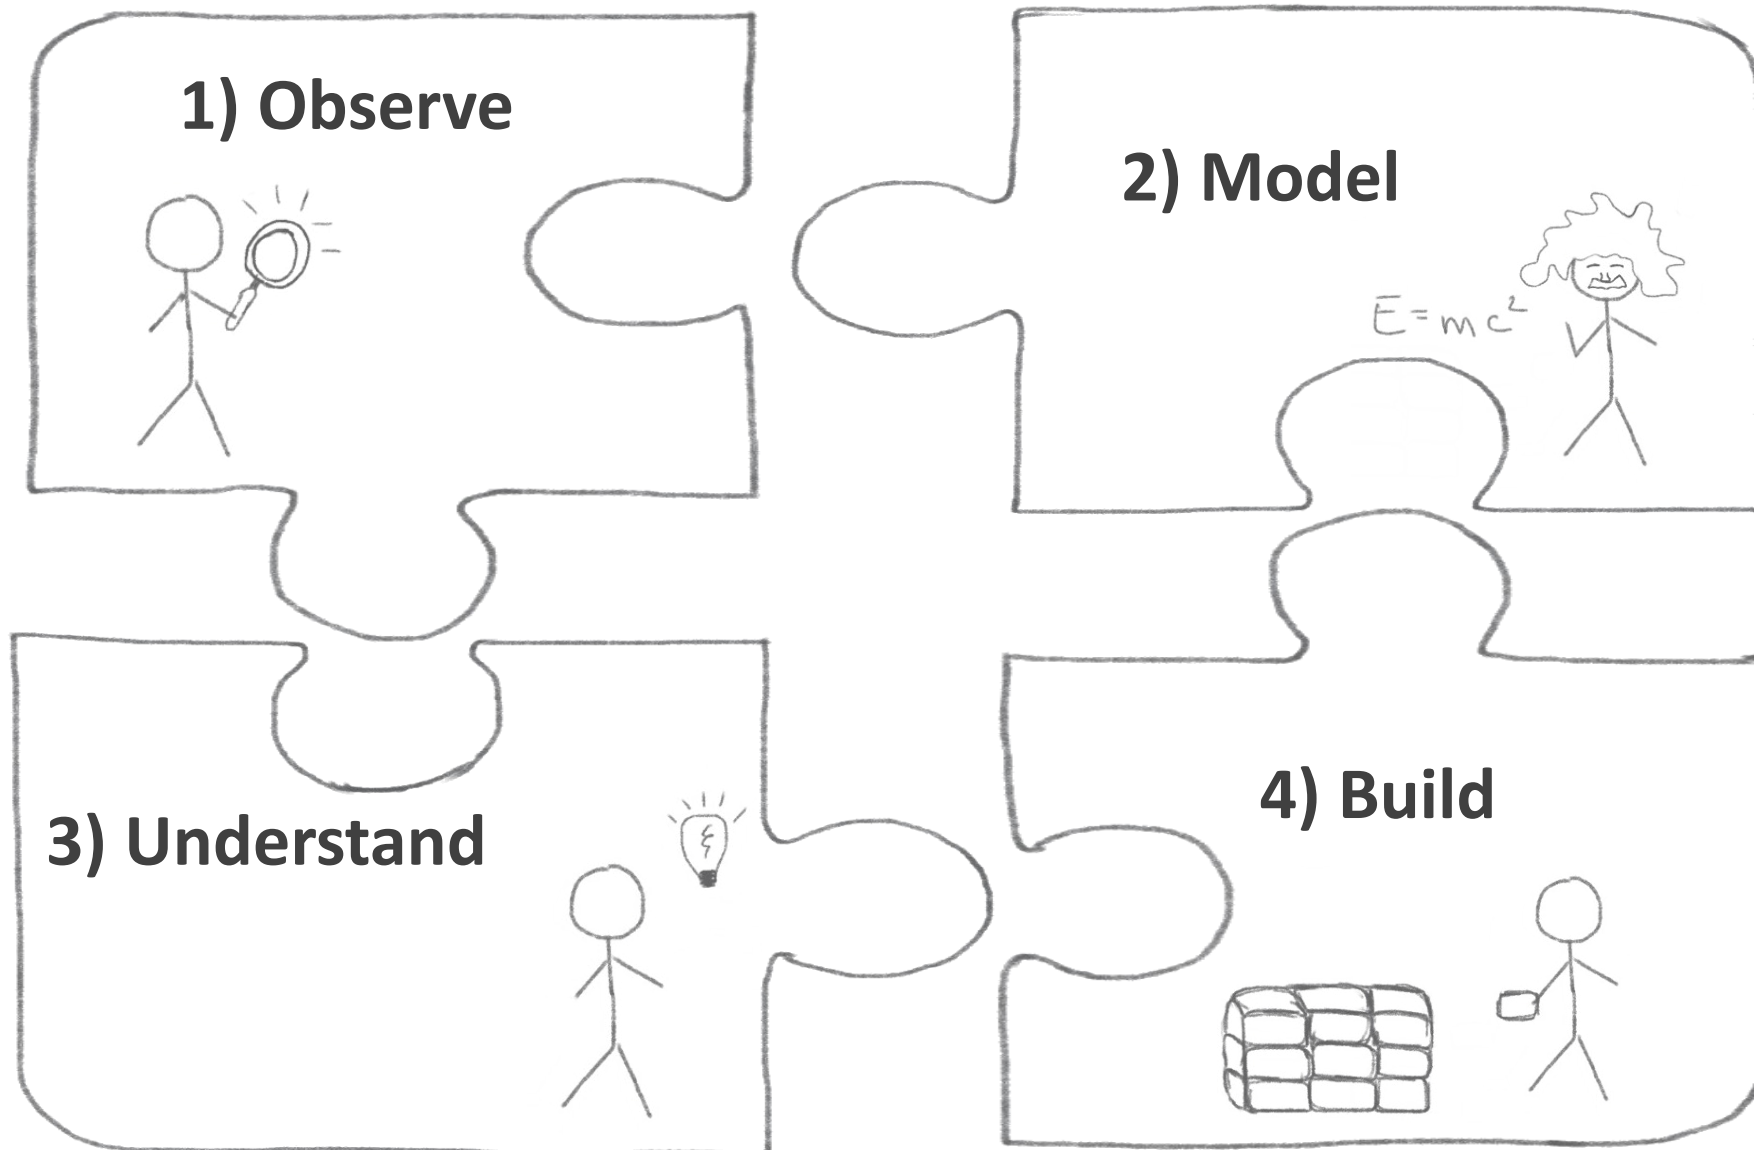 1) Observe
2) Model
E=mc²
3) Understand
4) Build